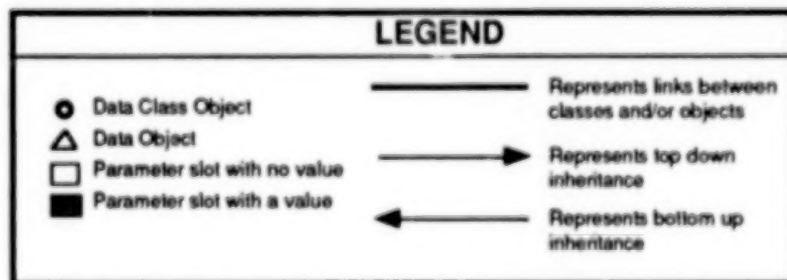 LEGEND
Data Class Object
Data Object
Parameter slot with no value
Parameter slot with a value
Represents links between
classes and/or objects
Represents top down
inheritance
Represents bottom up
inheritance